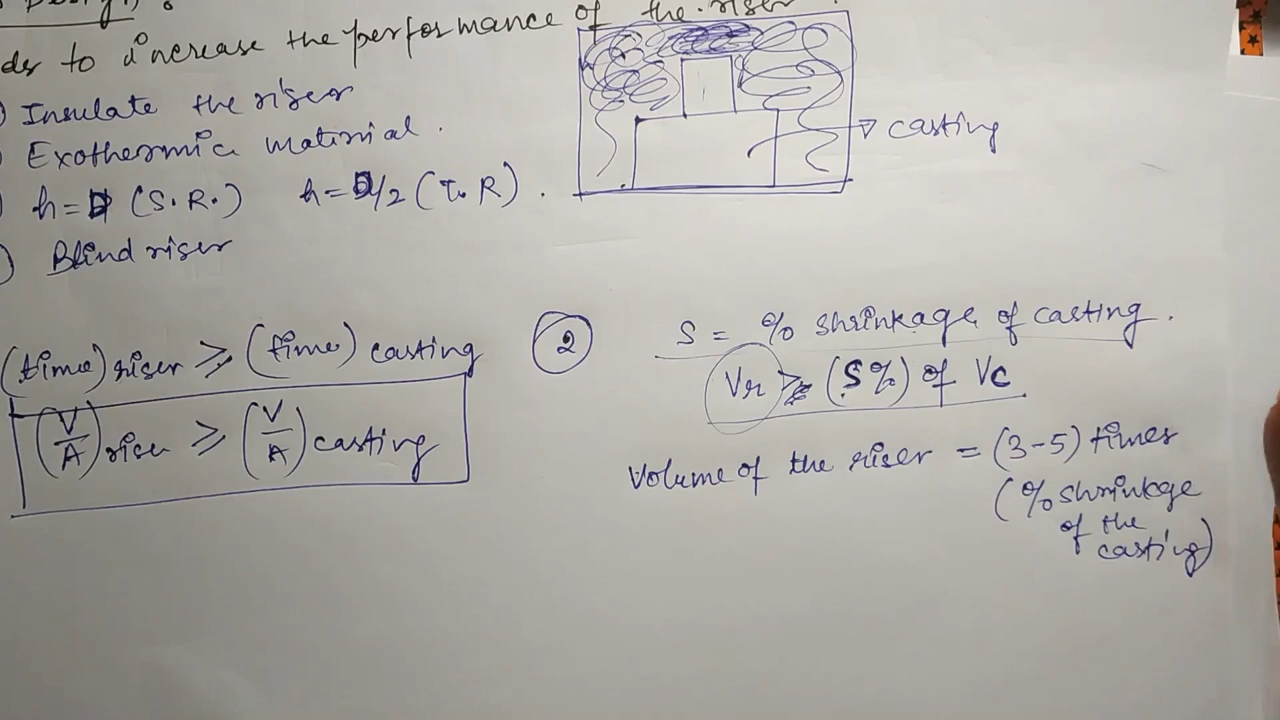 Design :
ds to increase the performance of the riser .
) Insulate the riser
) Exothermic material .
) h = D (S.R.) h = D/2 (T.R) .
) Blind riser
casting
(time) riser ≥ (time) casting
(V/A) riser ≥ (V/A) casting
② S = % shrinkage of casting .
Vr ≥ (S%) of Vc
Volume of the riser = (3-5) times
(% shrinkge
of the
casting)